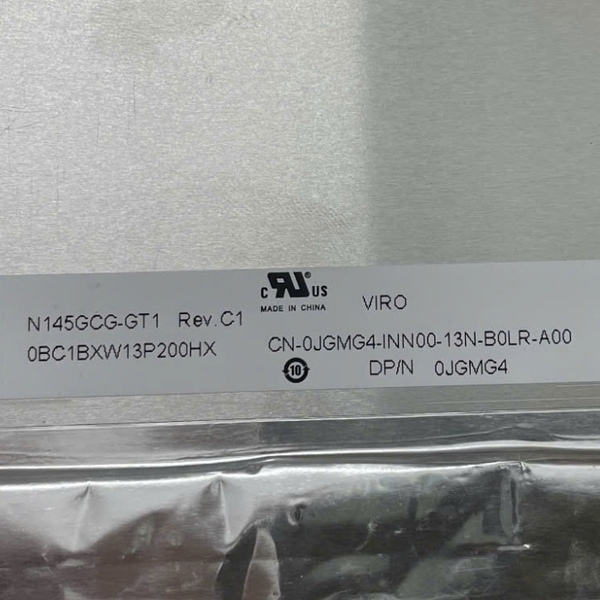 c RU US
MADE IN CHINA
VIRO
N145GCG-GT1 Rev.C1
0BC1BXW13P200HX
CN-0JGMG4-INN00-13N-B0LR-A00
10
DP/N 0JGMG4